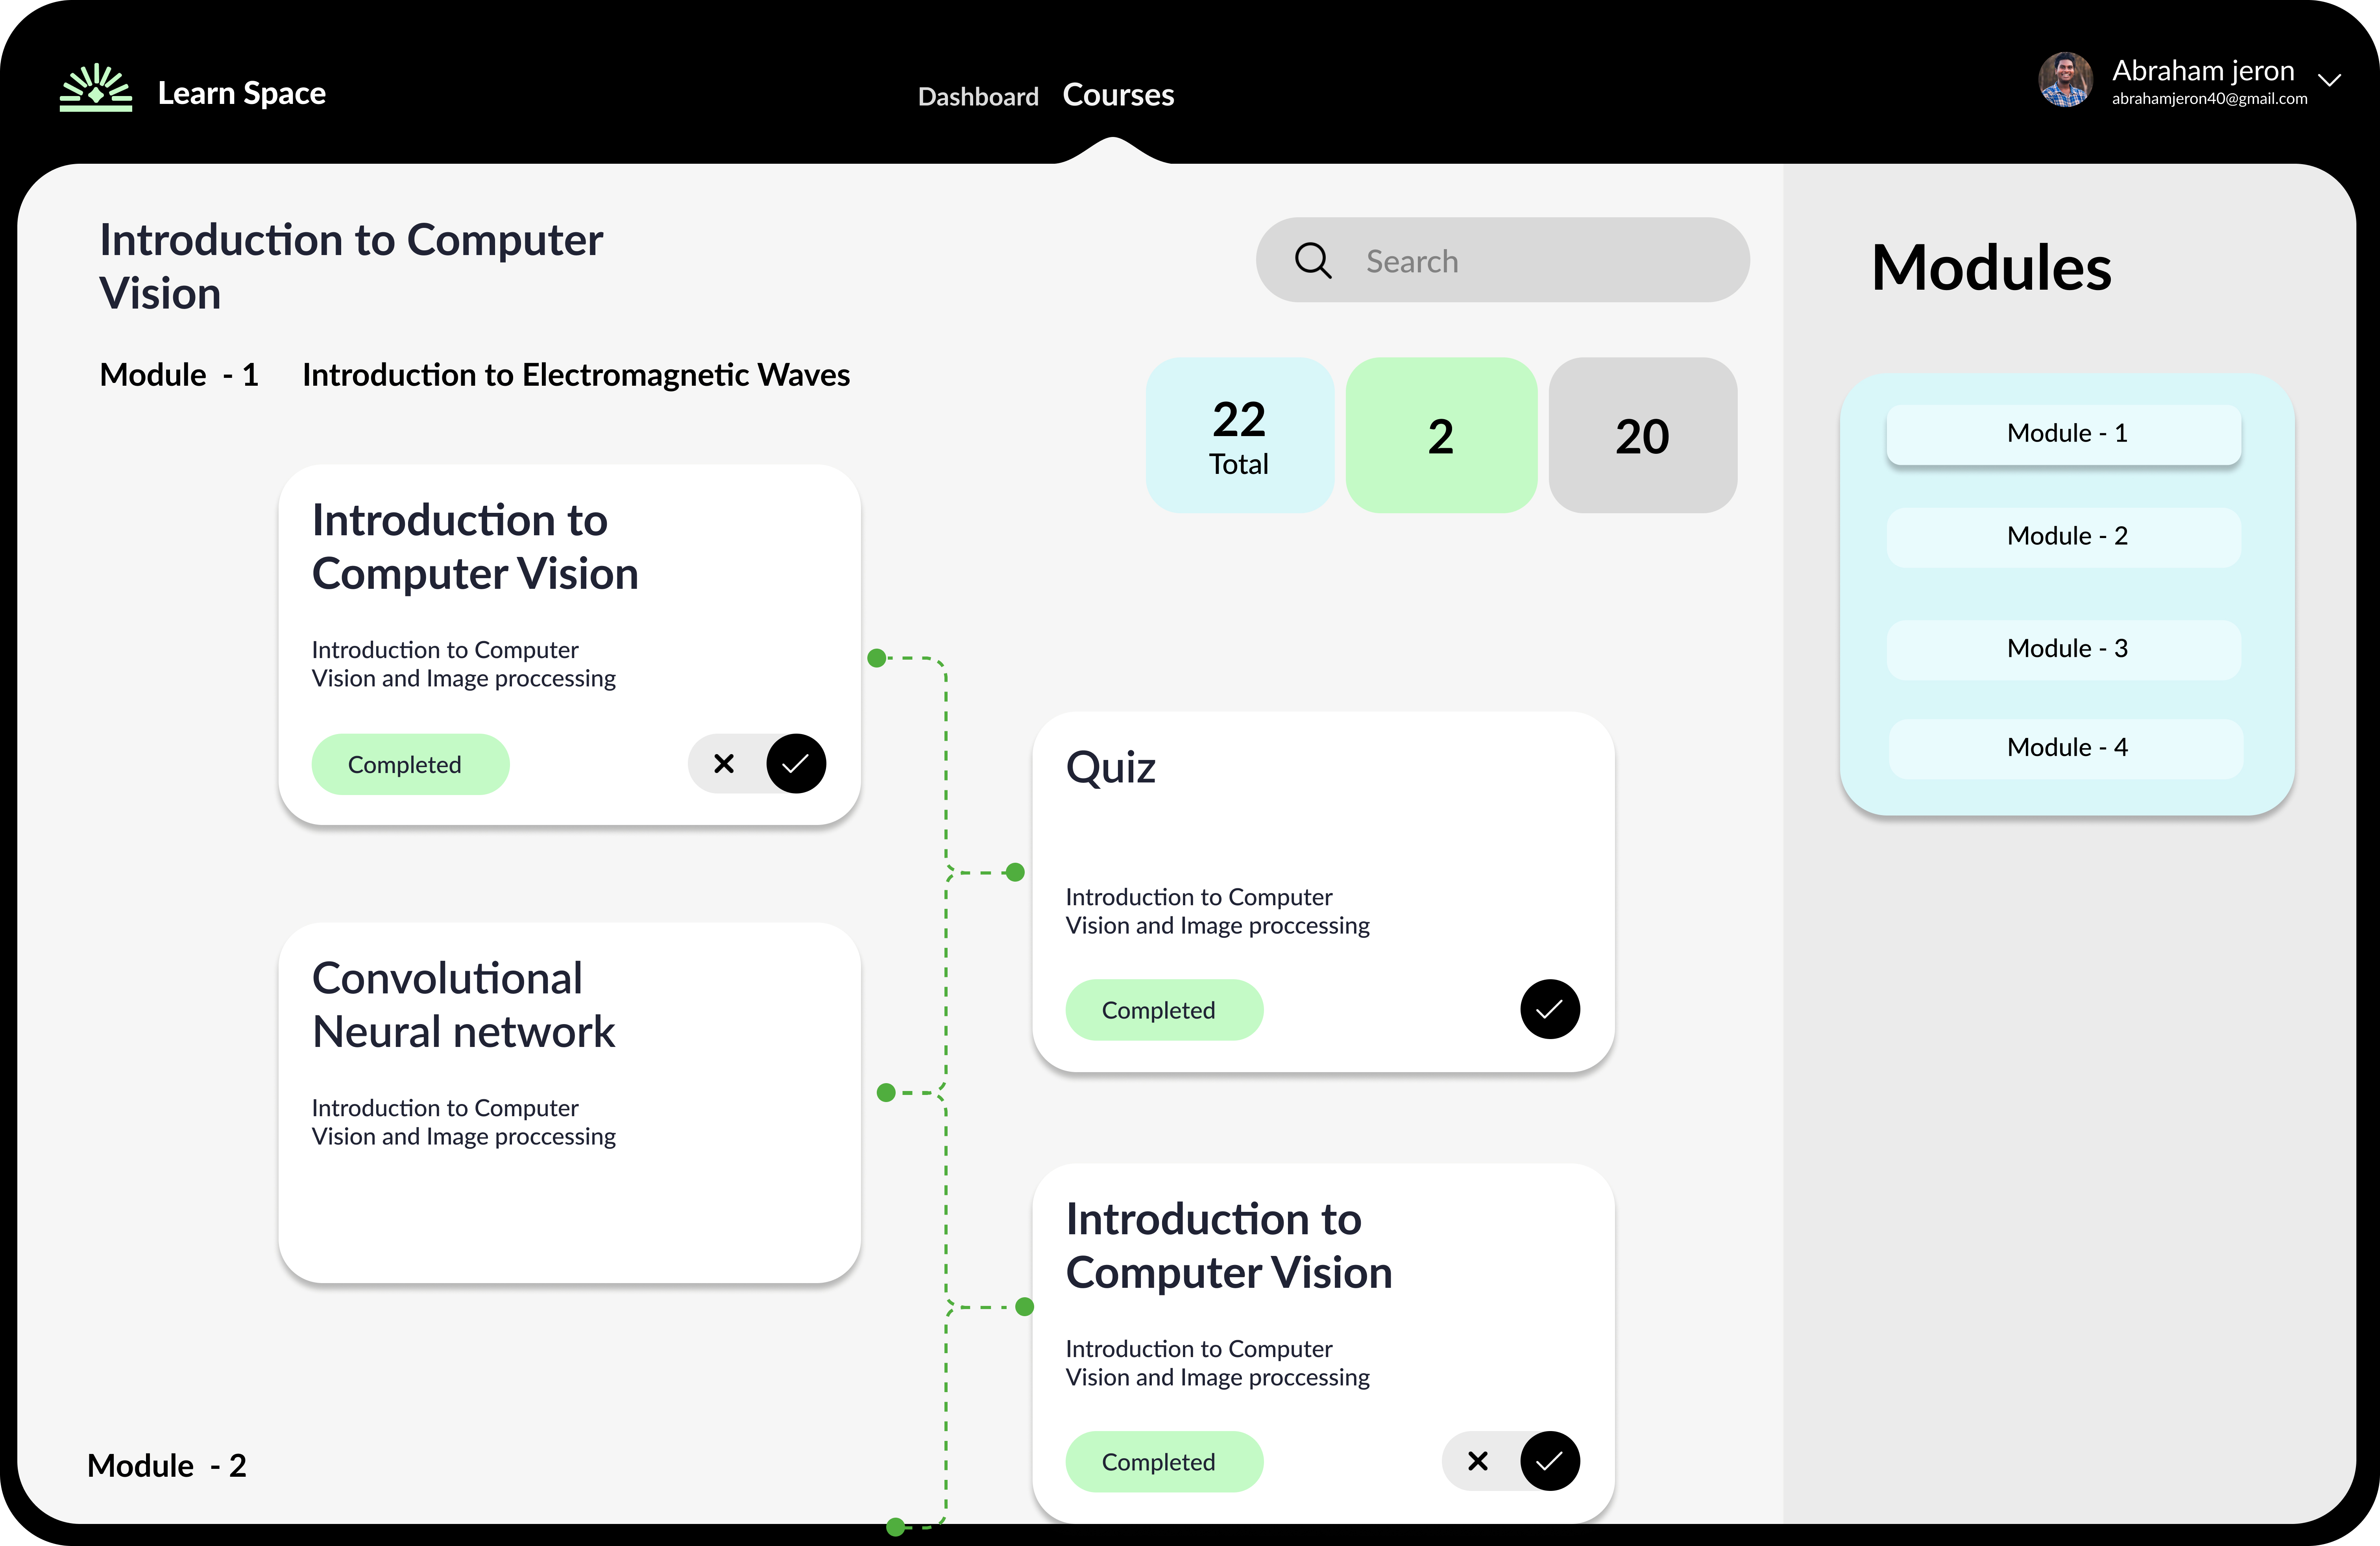 Learn Space
Dashboard Courses
Abraham jeron
abrahamjeron40@gmail.com
Introduction to Computer
Vision
Search
Module - 1 Introduction to Electromagnetic Waves
22
Total
2
20
Introduction to
Computer Vision
Introduction to Computer
Vision and Image proccessing
Completed
Quiz
Introduction to Computer
Vision and Image proccessing
Completed
Convolutional
Neural network
Introduction to Computer
Vision and Image proccessing
Introduction to
Computer Vision
Introduction to Computer
Vision and Image proccessing
Completed
Module - 2
Modules
Module - 1
Module - 2
Module - 3
Module - 4